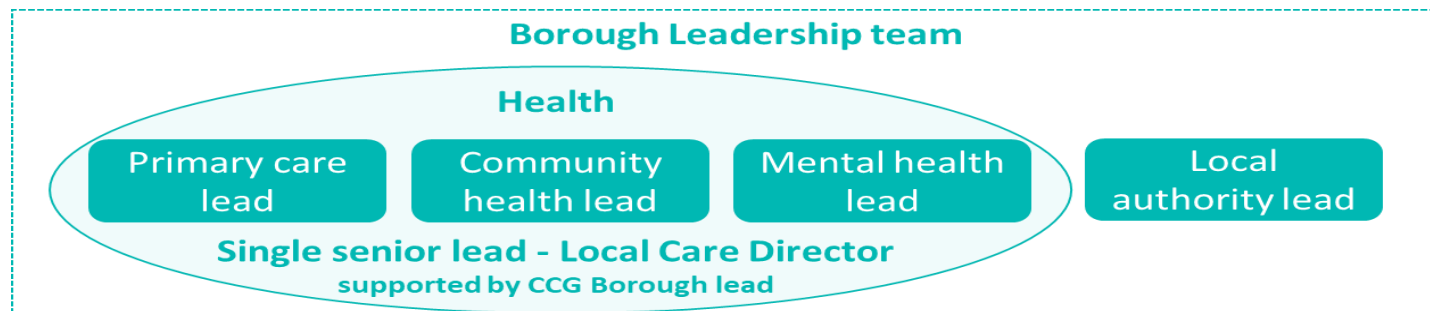 Borough Leadership team
Health
Primary care
lead
Community
health lead
Mental health
lead
Local
authority lead
Single senior lead - Local Care Director
supported by CCG Borough lead